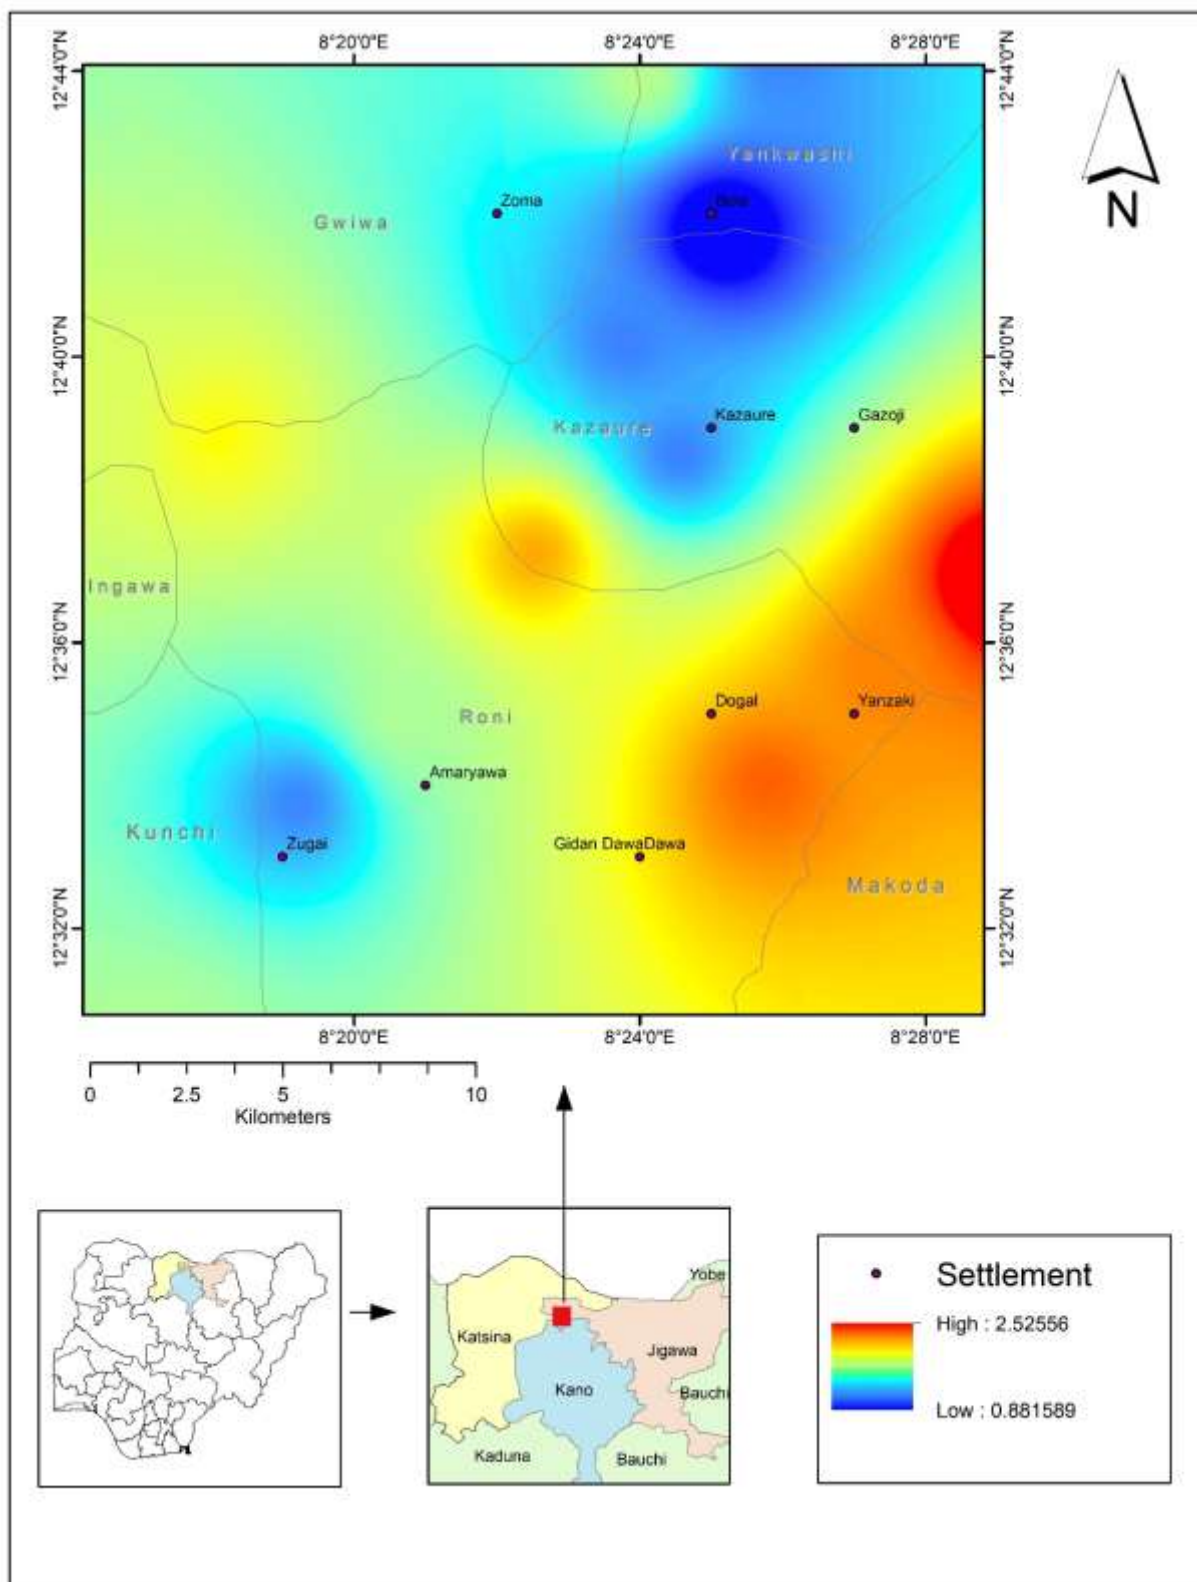 8°20'0"E
8°24'0"E
8°28'0"E
12°44'0"N
12°44'0"N
Yankwashi
N
Zoma
Gwiwa
12°40'0"N
12°40'0"N
Kazaure
Gazoji
Kazaure
Ingawa
12°36'0"N
12°36'0"N
Dogal
Yanzaki
Roni
Amaryawa
Kunchi
Zugai
Gidan DawaDawa
Makoda
12°32'0"N
12°32'0"N
8°20'0"E
8°24'0"E
8°28'0"E
0
2.5
5
10
Kilometers
Yobe
Katsina
Jigawa
Kano
Bauchi
Kaduna
Bauchi
Settlement
High : 2.52556
Low : 0.881589